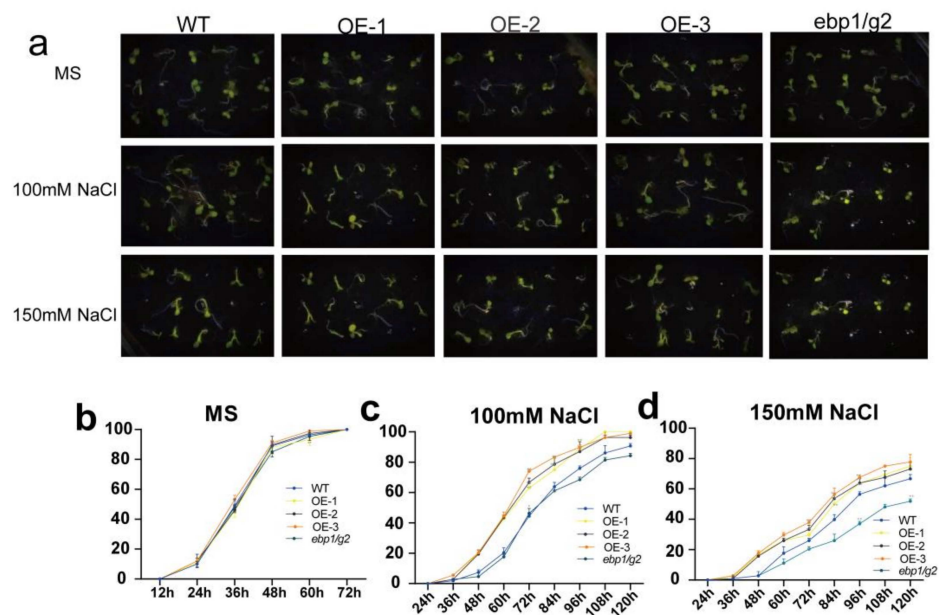 a
WT OE-1 OE-2 OE-3 ebp1/g2
MS
100mM NaCl
150mM NaCl
b
MS
100
80
60
40
20
0
12h 24h 36h 48h 60h 72h
WT
OE-1
OE-2
OE-3
ebp1/g2
c
100mM NaCl
100
80
60
40
20
0
24h 36h 48h 60h 72h 84h 96h 108h 120h
WT
OE-1
OE-2
OE-3
ebp1/g2
d
150mM NaCl
100
80
60
40
20
0
24h 36h 48h 60h 72h 84h 96h 108h 120h
WT
OE-1
OE-2
OE-3
ebp1/g2